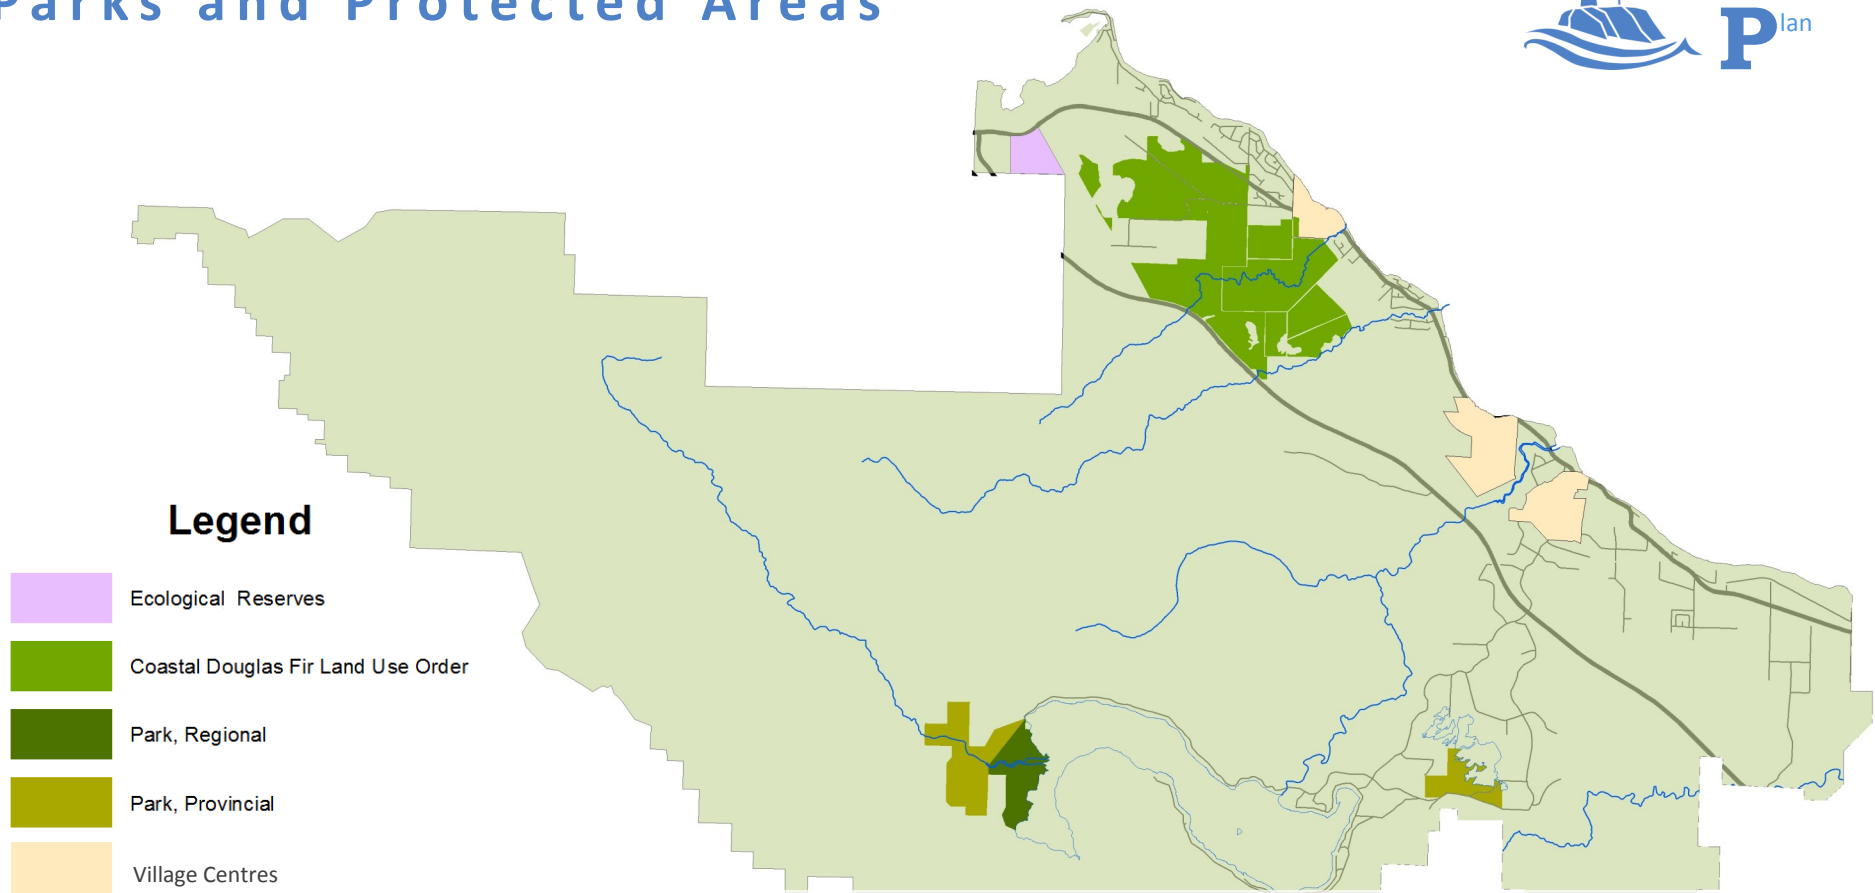 Parks and Protected Areas
Plan
Legend
Ecological Reserves
Coastal Douglas Fir Land Use Order
Park, Regional
Park, Provincial
Village Centres